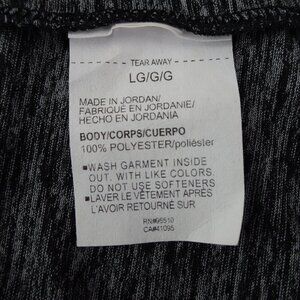 TEAR AWAY
LG/G/G
MADE IN JORDAN/
FABRIQUÉ EN JORDANIE/
HECHO EN JORDANIA
BODY/CORPS/CUERPO
100% POLYESTER/poliéster
▪WASH GARMENT INSIDE
OUT. WITH LIKE COLORS.
DO NOT USE SOFTENERS
▪LAVER LE VÊTEMENT APRÈS
L'AVOIR RETOURNÉ SUR
RN#95510
CA#41095